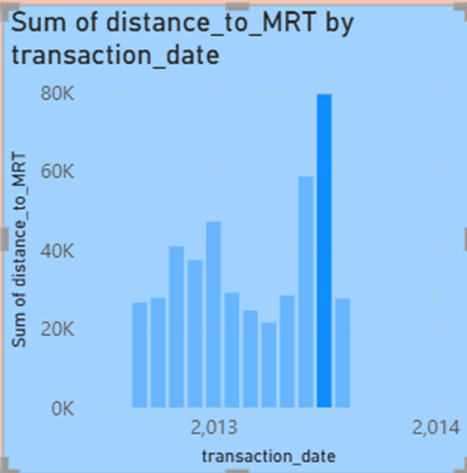 Sum of distance_to_MRT by
transaction_date
80K
60K
40K
20K
0K
Sum of distance_to_MRT
2,013
2,014
transaction_date